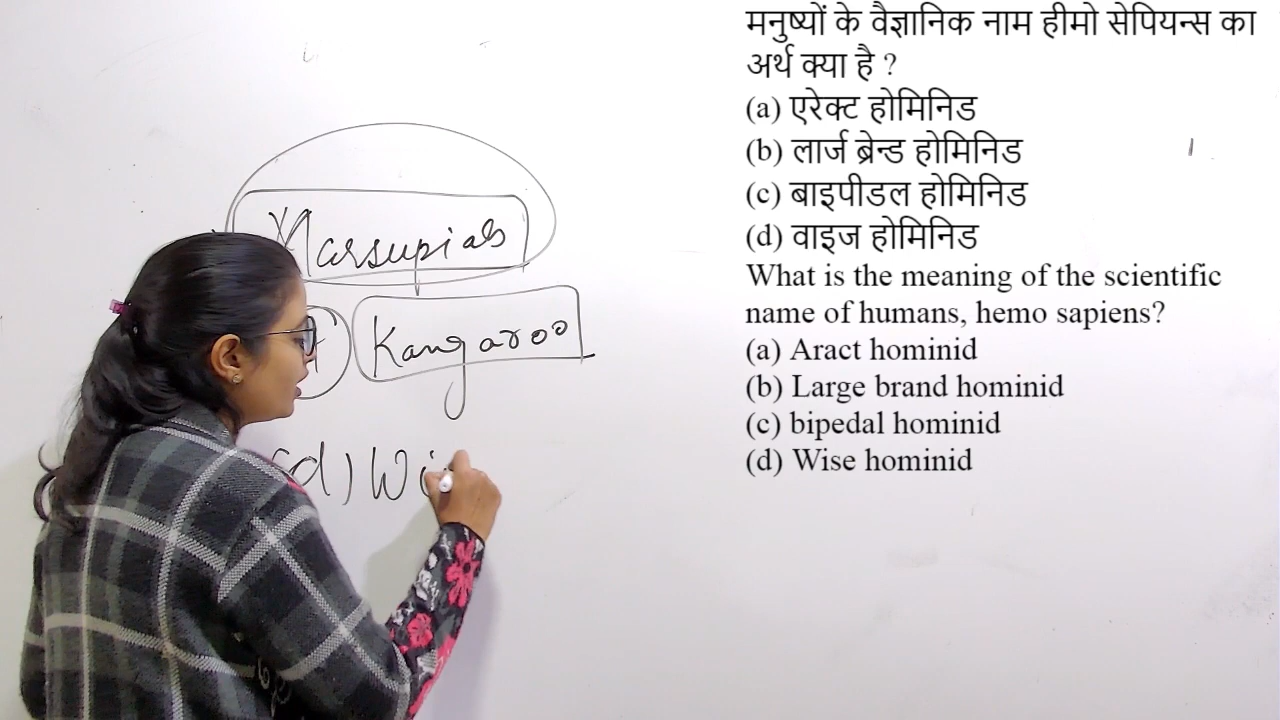 Marsupials
Kangaroo
(d) Wi
मनुष्यों के वैज्ञानिक नाम हीमो सेपियन्स का
अर्थ क्या है ?
(a) एरेक्ट होमिनिड
(b) लार्ज ब्रेन्ड होमिनिड
(c) बाइपीडल होमिनिड
(d) वाइज होमिनिड
What is the meaning of the scientific
name of humans, hemo sapiens?
(a) Aract hominid
(b) Large brand hominid
(c) bipedal hominid
(d) Wise hominid